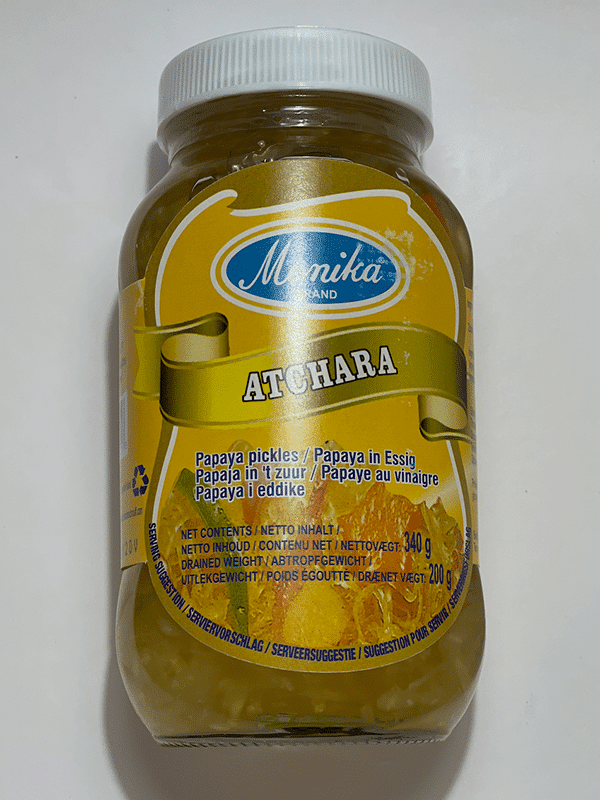 Monika
BRAND
ATCHARA
Papaya pickles / Papaya in Essig
Papaja in 't zuur / Papaye au vinaigre
Papaya i eddike
NET CONTENTS / NETTO INHALT /
NETTO INHOUD / CONTENU NET / NETTOVÆGT: 340 g
DRAINED WEIGHT / ABTROPFGEWICHT /
UITLEKGEWICHT / POIDS ÉGOUTTÉ / DRÆNET VÆGT: 200 g
SERVING SUGGESTION / SERVIERVORSCHLAG / SERVEERSUGGESTIE / SUGGESTION POUR SERVIR / SERVERINGSFORSLAG